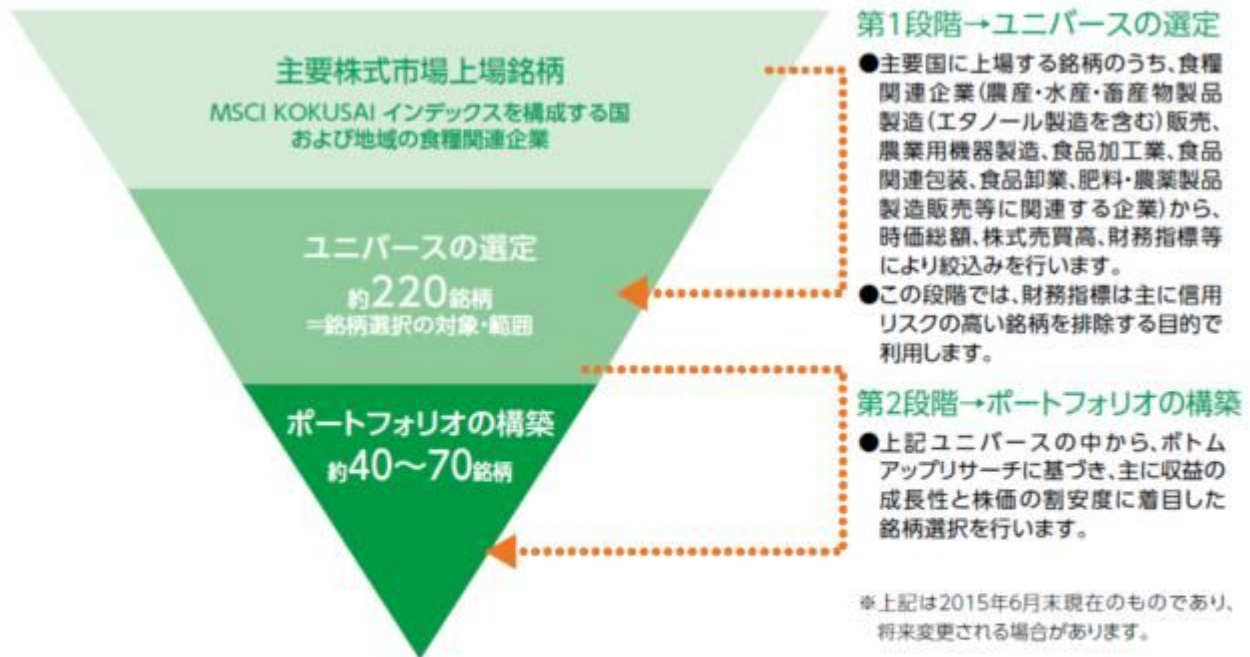 主要株式市場上場銘柄
MSCI KOKUSAI インデックスを構成する国
および地域の食糧関連企業
ユニバースの選定
約220銘柄
=銘柄選択の対象・範囲
ポートフォリオの構築
約40〜70銘柄
第1段階→ユニバースの選定
●主要国に上場する銘柄のうち、食糧
関連企業(農産・水産・畜産物製品
製造(エタノール製造を含む)販売、
農業用機器製造、食品加工業、食品
関連包装、食品卸業、肥料・農薬製品
製造販売等に関連する企業)から、
時価総額、株式売買高、財務指標等
により絞込みを行います。
●この段階では、財務指標は主に信用
リスクの高い銘柄を排除する目的で
利用します。
第2段階→ポートフォリオの構築
●上記ユニバースの中から、ボトム
アップリサーチに基づき、主に収益の
成長性と株価の割安度に着目した
銘柄選択を行います。
※上記は2015年6月末現在のものであり、
将来変更される場合があります。